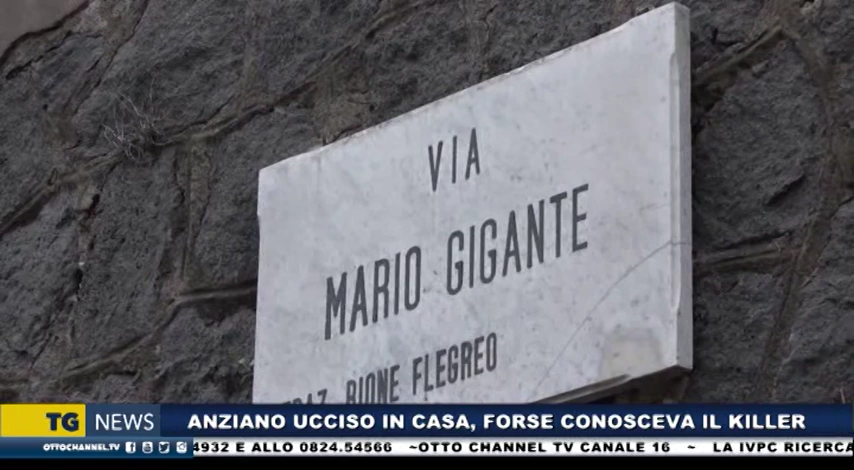 VIA
MARIO GIGANTE
RIONE FLEGREO
TG NEWS
ANZIANO UCCISO IN CASA, FORSE CONOSCEVA IL KILLER
OTTOCHANNEL.TV
4932 E ALLO 0824.54566 ~OTTO CHANNEL TV CANALE 16 ~ LA IVPC RICERCA